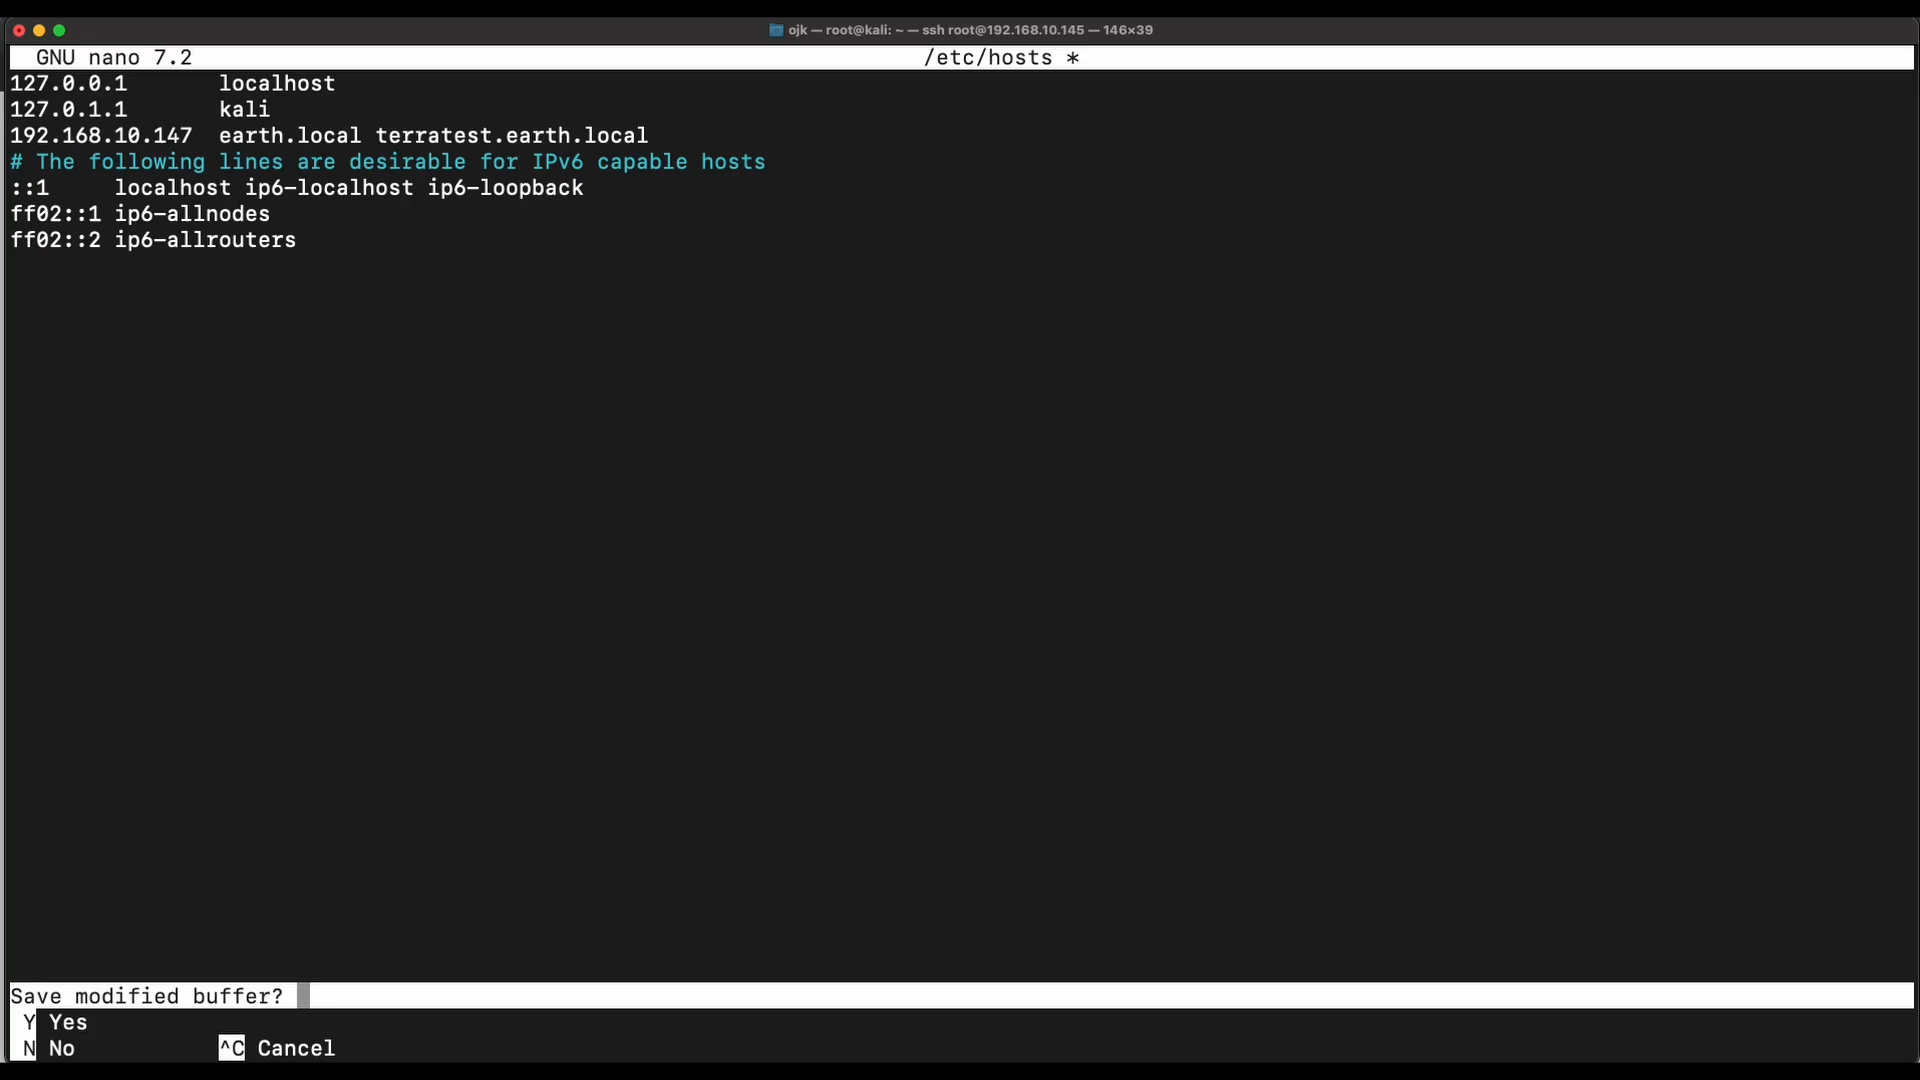 ojk — root@kali: ~ — ssh root@192.168.10.145 — 146×39
GNU nano 7.2 /etc/hosts *
127.0.0.1 localhost
127.0.1.1 kali
192.168.10.147 earth.local terratest.earth.local
# The following lines are desirable for IPv6 capable hosts
::1 localhost ip6-localhost ip6-loopback
ff02::1 ip6-allnodes
ff02::2 ip6-allrouters
Save modified buffer?
Y Yes
N No ^C Cancel